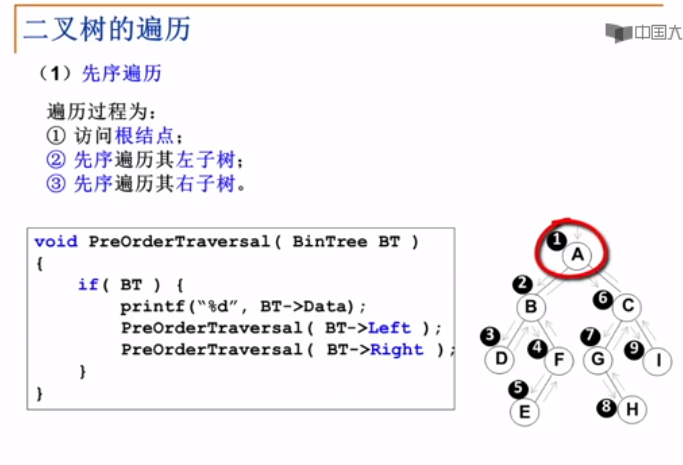 二叉树的遍历
中国大
（1）先序遍历
遍历过程为：
① 访问根结点；
② 先序遍历其左子树；
③ 先序遍历其右子树。
void PreOrderTraversal( BinTree BT )
{
if( BT ) {
printf(“%d”, BT->Data);
PreOrderTraversal( BT->Left );
PreOrderTraversal( BT->Right );
}
}
1
A
2
B
6
C
3
D
4
F
7
G
9
I
5
E
8
H